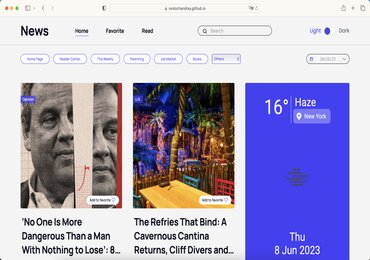 svotochandrey.github.io
News
Home
Favorite
Read
Search
Light
Dark
Home Page
Reader Center
The Weekly
Parenting
Job Market
Books
Others
08/06/23
Opinion
U.S.
Add to favorite
Add to favorite
16°
Haze
New York
Thu
8 Jun 2023
'No One Is More
Dangerous Than a Man
With Nothing to Lose': 8...
The Refries That Bind: A
Cavernous Cantina
Returns, Cliff Divers and...